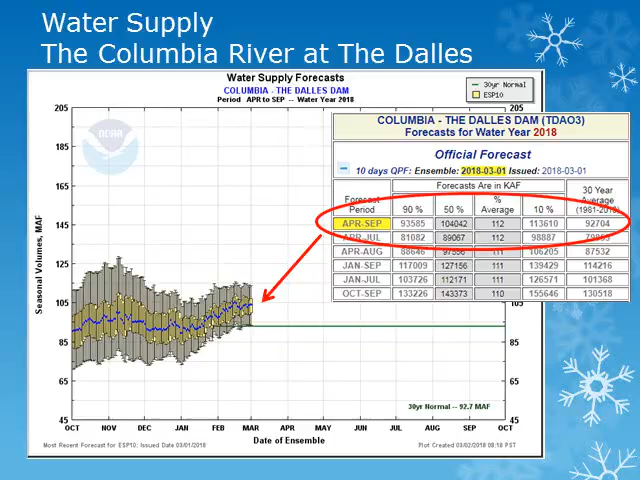 Water Supply
The Columbia River at The Dalles
Water Supply Forecasts
COLUMBIA - THE DALLES DAM
Period APR to SEP -- Water Year 2018
30yr Normal
ESP10
205 205
185
165
145
125
105 105
85 85
65 65
45 45
Seasonal Volumes, MAF
NOAA
COLUMBIA - THE DALLES DAM (TDAO3)
Forecasts for Water Year 2018
Official Forecast
10 days QPF: Ensemble: 2018-03-01 Issued: 2018-03-01
Forecast Period Forecasts Are in KAF 30 Year Average (1981-2010)
90 % 50 % % Average 10 %
APR-SEP 93585 104042 112 113610 92704
APR-JUL 81082 89067 112 98887
APR-AUG 88646 97556 111 106205 87532
JAN-SEP 117009 127156 111 139429 114216
JAN-JUL 103726 112171 111 126571 101368
OCT-SEP 133226 143373 110 155646 130518
30yr Normal -- 92.7 MAF
OCT NOV DEC JAN FEB MAR APR MAY JUN JUL AUG SEP OCT
Date of Ensemble
Most Recent Forecast for ESP10: Issued Date 03/01/2018
Plot Created 03/02/2018 08:18 PST